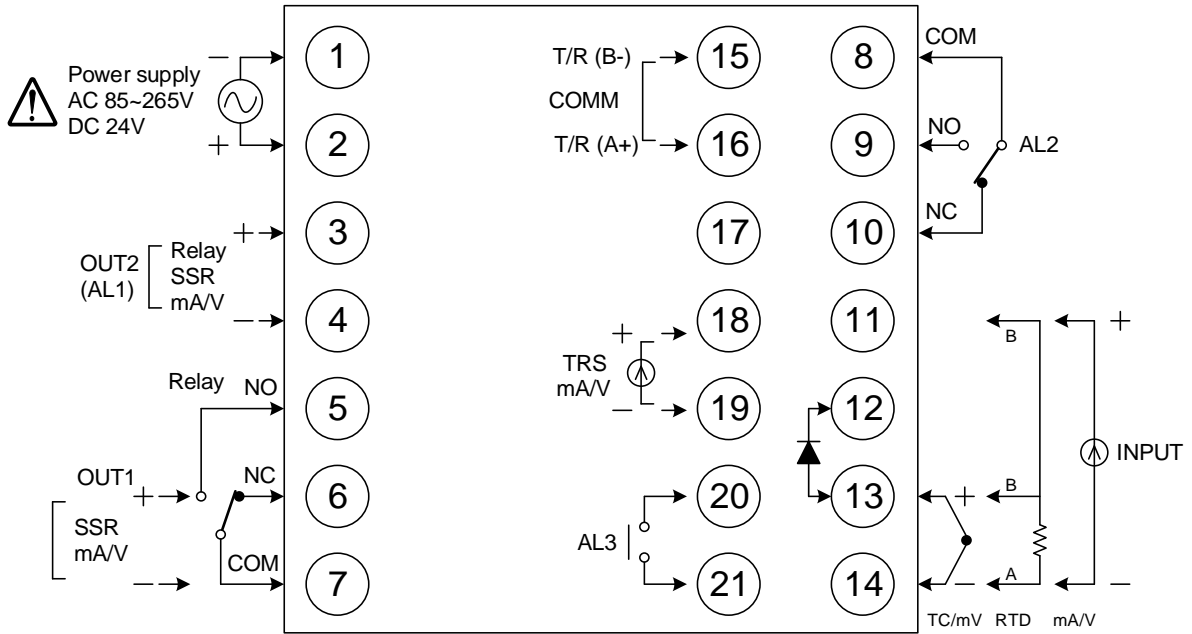 Power supply
AC 85~265V
DC 24V
−
+
1
2
+
3
OUT2
(AL1)
Relay
SSR
mA/V
−
4
Relay
NO
5
OUT1
+
NC
6
SSR
mA/V
−
COM
7
T/R (B-)
15
COMM
T/R (A+)
16
17
+
18
TRS
mA/V
−
19
20
AL3
21
8
COM
9
NO
AL2
10
NC
11
B
+
12
INPUT
13
+
B
14
−
A
−
TC/mV
RTD
mA/V